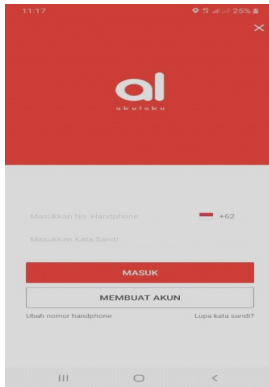 11:17
25%
al
akulaku
Masukkan No. Handphone
+62
Masukkan Kata Sandi
MASUK
MEMBUAT AKUN
Ubah nomor handphone
Lupa kata sandi?